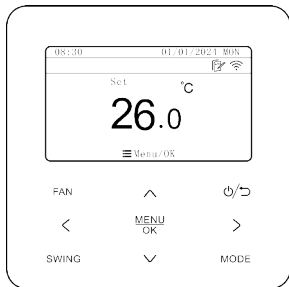 08:30 01/01/2021 MON
Set
℃
26.0
Menu/OK
FAN
MENU
OK
SWING MODE